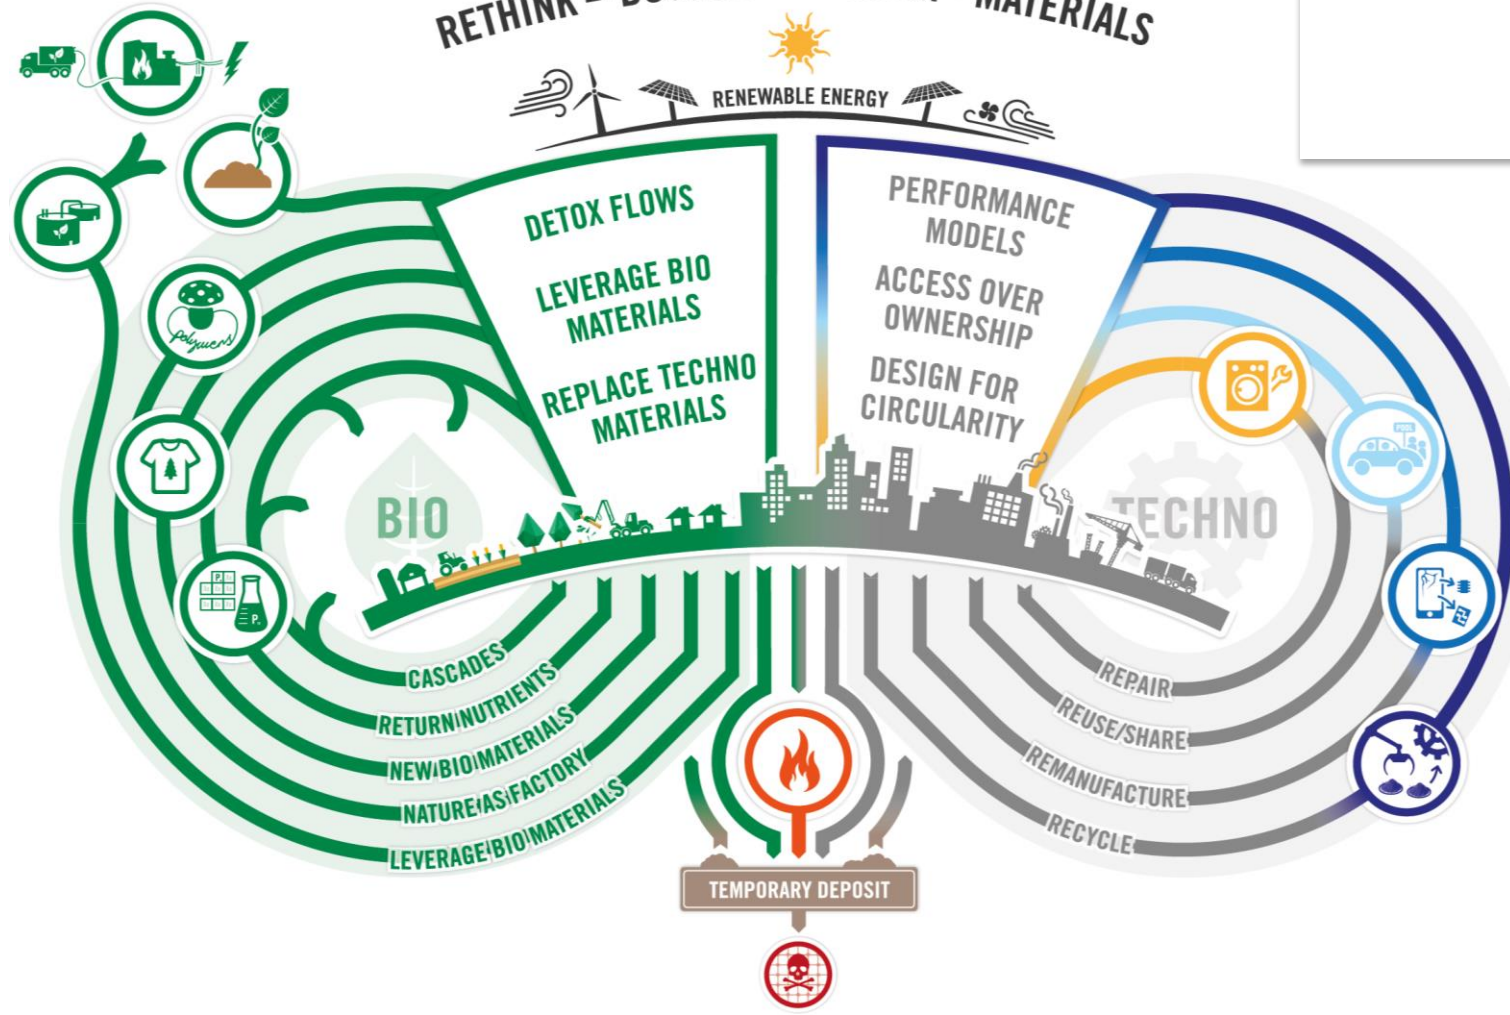 RETHINK
MATERIALS
RENEWABLE ENERGY
DETOX FLOWS
LEVERAGE BIO
MATERIALS
REPLACE TECHNO
MATERIALS
PERFORMANCE
MODELS
ACCESS OVER
OWNERSHIP
DESIGN FOR
CIRCULARITY
polymers
POOL
BIO
TECHNO
P
P
CASCADES
RETURN NUTRIENTS
NEW BIO MATERIALS
NATURE AS FACTORY
LEVERAGE BIO MATERIALS
REPAIR
REUSE/SHARE
REMANUFACTURE
RECYCLE
TEMPORARY DEPOSIT